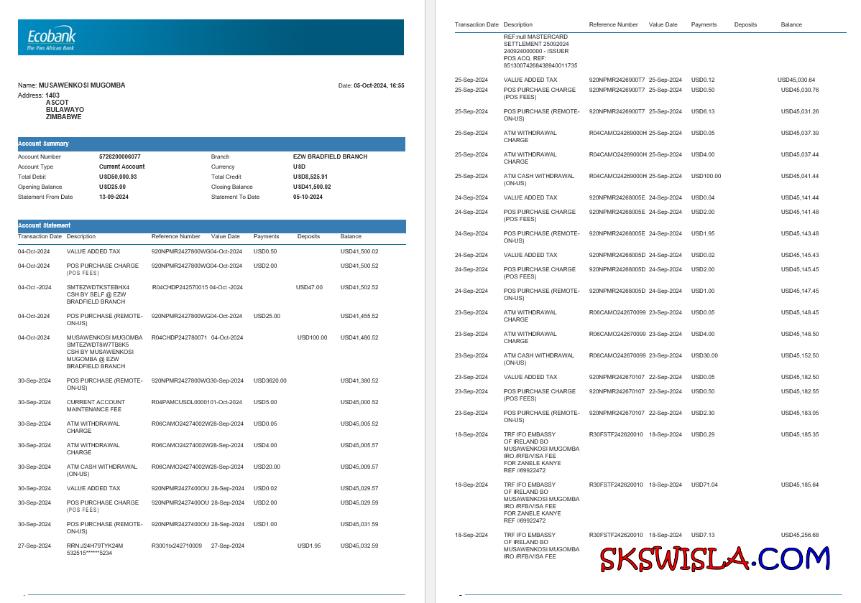 Ecobank
The Pan African Bank
Name: MUSAWENKOSI MUGOMBA
Date: 05-Oct-2024, 16:55
Address: 1403
ASCOT
BULAWAYO
ZIMBABWE
Account Summary
Account Number 5726200006077 Branch EZW BRADFIELD BRANCH
Account Type Current Account Currency USD
Total Debit USD50,000.93 Total Credit USD8,525.91
Opening Balance USD25.00 Closing Balance USD41,500.02
Statement From Date 13-09-2024 Statement To Date 05-10-2024
Account Statement
Transaction Date Description Reference Number Value Date Payments Deposits Balance
04-Oct-2024 VALUE ADDED TAX 920NPMR2427800WG04-Oct-2024 USD0.50 USD41,500.02
04-Oct-2024 POS PURCHASE CHARGE 920NPMR2427800WG04-Oct-2024 USD2.00 USD41,500.52
(POS FEES)
04-Oct-2024 SMTEZWDTKSTEBHX4 R04CHDP242570015 04-Oct-2024 USD47.00 USD41,502.52
CSH BY SELF @ EZW
BRADFIELD BRANCH
04-Oct-2024 POS PURCHASE (REMOTE- 920NPMR2427800WG04-Oct-2024 USD25.00 USD41,455.52
ON-US)
04-Oct-2024 MUSAWENKOSI MUGOMBA R04CHDP242780071 04-Oct-2024 USD100.00 USD41,480.52
SMTEZWDT8W7TB8K5
CSH BY MUSAWENKOSI
MUGOMBA @ EZW
BRADFIELD BRANCH
30-Sep-2024 POS PURCHASE (REMOTE- 920NPMR2427800WG30-Sep-2024 USD3620.00 USD41,380.52
ON-US)
30-Sep-2024 CURRENT ACCOUNT R04PAMCUSDL000010 1-Oct-2024 USD5.00 USD45,000.52
MAINTENANCE FEE
30-Sep-2024 ATM WITHDRAWAL R06CAMO24274002W28-Sep-2024 USD0.05 USD45,005.52
CHARGE
30-Sep-2024 ATM WITHDRAWAL R06CAMO24274002W28-Sep-2024 USD4.00 USD45,005.57
CHARGE
30-Sep-2024 ATM CASH WITHDRAWAL R06CAMO24274002W28-Sep-2024 USD20.00 USD45,009.57
(ON-US)
30-Sep-2024 VALUE ADDED TAX 920NPMR2427400OU 28-Sep-2024 USD0.02 USD45,029.57
30-Sep-2024 POS PURCHASE CHARGE 920NPMR2427400OU 28-Sep-2024 USD2.00 USD45,029.59
(POS FEES)
30-Sep-2024 POS PURCHASE (REMOTE- 920NPMR2427400OU 28-Sep-2024 USD1.00 USD45,031.59
ON-US)
27-Sep-2024 RRN:J24H79TYK24M R3001tx242710009 27-Sep-2024 USD1.95 USD45,032.59
532515******5234
Transaction Date Description Reference Number Value Date Payments Deposits Balance
REF:null MASTERCARD
SETTLEMENT 25092024
240924000000 - ISSUER
POS ACQ. REF:
85130074268438940011735
25-Sep-2024 VALUE ADDED TAX 920NPMR2426900T7 25-Sep-2024 USD0.12 USD45,030.64
25-Sep-2024 POS PURCHASE CHARGE 920NPMR2426900T7 25-Sep-2024 USD0.50 USD45,030.76
(POS FEES)
25-Sep-2024 POS PURCHASE (REMOTE- 920NPMR2426900T7 25-Sep-2024 USD6.13 USD45,031.26
ON-US)
25-Sep-2024 ATM WITHDRAWAL R04CAMO24269000H 25-Sep-2024 USD0.05 USD45,037.39
CHARGE
25-Sep-2024 ATM WITHDRAWAL R04CAMO24269000H 25-Sep-2024 USD4.00 USD45,037.44
CHARGE
25-Sep-2024 ATM CASH WITHDRAWAL R04CAMO24269000H 25-Sep-2024 USD100.00 USD45,041.44
(ON-US)
24-Sep-2024 VALUE ADDED TAX 920NPMR24268005E 24-Sep-2024 USD0.04 USD45,141.44
24-Sep-2024 POS PURCHASE CHARGE 920NPMR24268005E 24-Sep-2024 USD2.00 USD45,141.48
(POS FEES)
24-Sep-2024 POS PURCHASE (REMOTE- 920NPMR24268005E 24-Sep-2024 USD1.95 USD45,143.48
ON-US)
24-Sep-2024 VALUE ADDED TAX 920NPMR24268005D 24-Sep-2024 USD0.02 USD45,145.43
24-Sep-2024 POS PURCHASE CHARGE 920NPMR24268005D 24-Sep-2024 USD2.00 USD45,145.45
(POS FEES)
24-Sep-2024 POS PURCHASE (REMOTE- 920NPMR24268005D 24-Sep-2024 USD1.00 USD45,147.45
ON-US)
23-Sep-2024 ATM WITHDRAWAL R06CAMO242670099 23-Sep-2024 USD0.05 USD45,148.45
CHARGE
23-Sep-2024 ATM WITHDRAWAL R06CAMO242670099 23-Sep-2024 USD4.00 USD45,148.50
CHARGE
23-Sep-2024 ATM CASH WITHDRAWAL R06CAMO242670099 23-Sep-2024 USD30.00 USD45,152.50
(ON-US)
23-Sep-2024 VALUE ADDED TAX 920NPMR242670107 22-Sep-2024 USD0.05 USD45,182.50
23-Sep-2024 POS PURCHASE CHARGE 920NPMR242670107 22-Sep-2024 USD0.50 USD45,182.55
(POS FEES)
23-Sep-2024 POS PURCHASE (REMOTE- 920NPMR242670107 22-Sep-2024 USD2.30 USD45,183.05
ON-US)
18-Sep-2024 TRF IFO EMBASSY R30FSTF242620010 18-Sep-2024 USD0.29 USD45,185.35
OF IRELAND BO
MUSAWENKOSI MUGOMBA
IRO /RFB/VISA FEE
FOR ZANELE KANYE
REF //69922472
18-Sep-2024 TRF IFO EMBASSY R30FSTF242620010 18-Sep-2024 USD71.04 USD45,185.64
OF IRELAND BO
MUSAWENKOSI MUGOMBA
IRO /RFB/VISA FEE
FOR ZANELE KANYE
REF //69922472
18-Sep-2024 TRF IFO EMBASSY R30FSTF242620010 18-Sep-2024 USD7.13 USD45,256.68
OF IRELAND BO
MUSAWENKOSI MUGOMBA
IRO /RFB/VISA FEE
SKSWISLA.COM